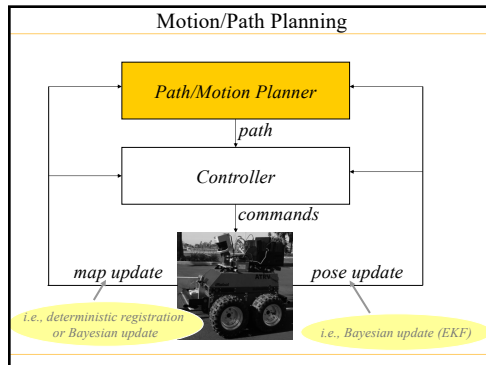 Motion/Path Planning
Path/Motion Planner
path
Controller
commands
map update
pose update
ATRV
i.e., deterministic registration
or Bayesian update
i.e., Bayesian update (EKF)